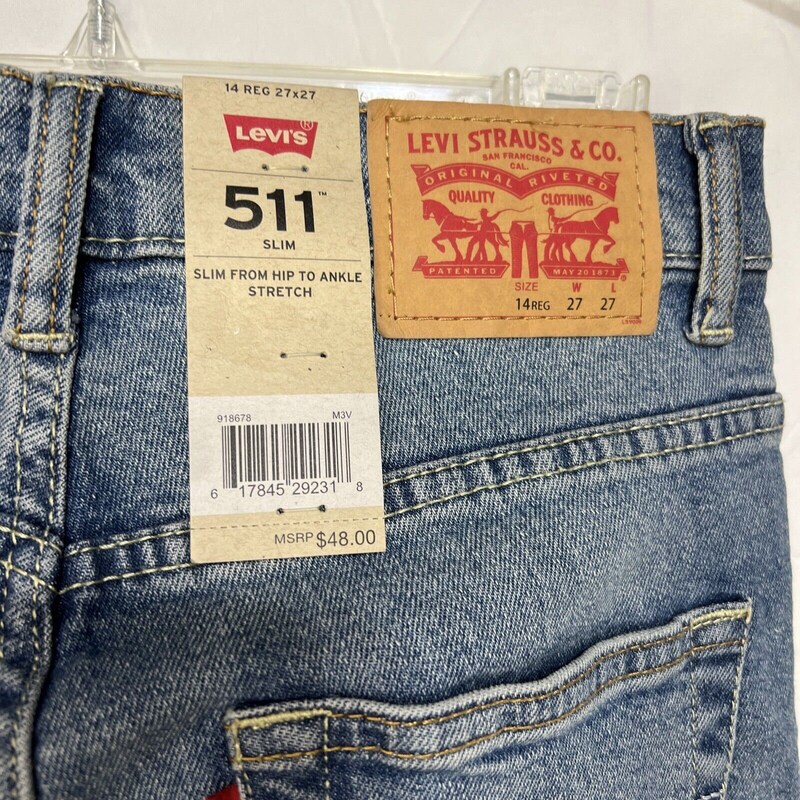 14 REG 27x27
LEVI'S®
511™
SLIM
SLIM FROM HIP TO ANKLE
STRETCH
918678 M3V
6 17845 29231 8
MSRP $48.00
LEVI STRAUSS & CO.
SAN FRANCISCO
CAL.
ORIGINAL RIVETED
QUALITY CLOTHING
PATENTED MAY 20 1873
®
SIZE W L
14REG 27 27